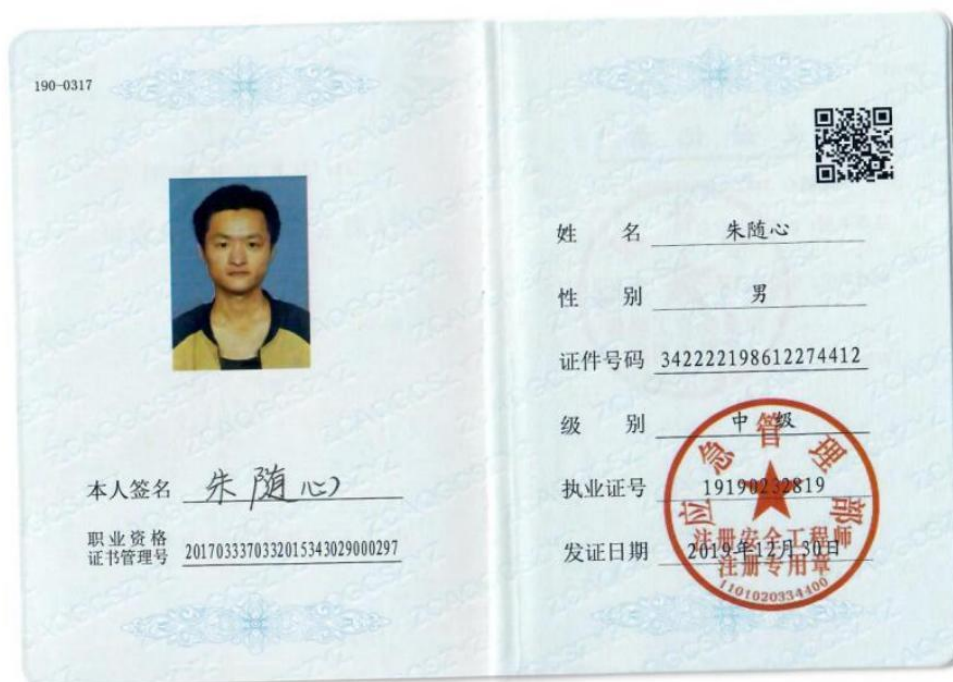 190-0317
本人签名 朱随心
职业资格
证书管理号 2017033370332015343029000297
姓 名 朱随心
性 别 男
证件号码 342222198612274412
级 别 中级
执业证号 19190232819
发证日期 2019年12月30日
应急管理部
注册安全工程师
注册专用章
1101020334400